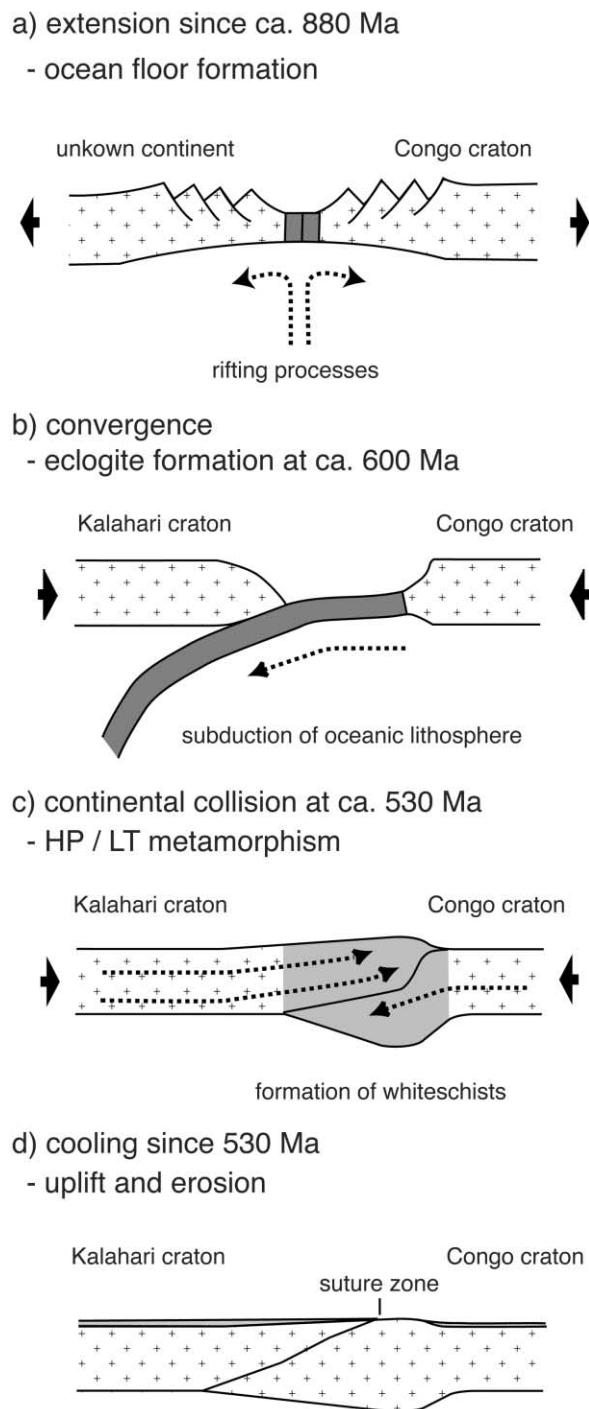 a) extension since ca. 880 Ma
- ocean floor formation
unkown continent
Congo craton
rifting processes
b) convergence
- eclogite formation at ca. 600 Ma
Kalahari craton
Congo craton
subduction of oceanic lithosphere
c) continental collision at ca. 530 Ma
- HP / LT metamorphism
Kalahari craton
Congo craton
formation of whiteschists
d) cooling since 530 Ma
- uplift and erosion
Kalahari craton
Congo craton
suture zone